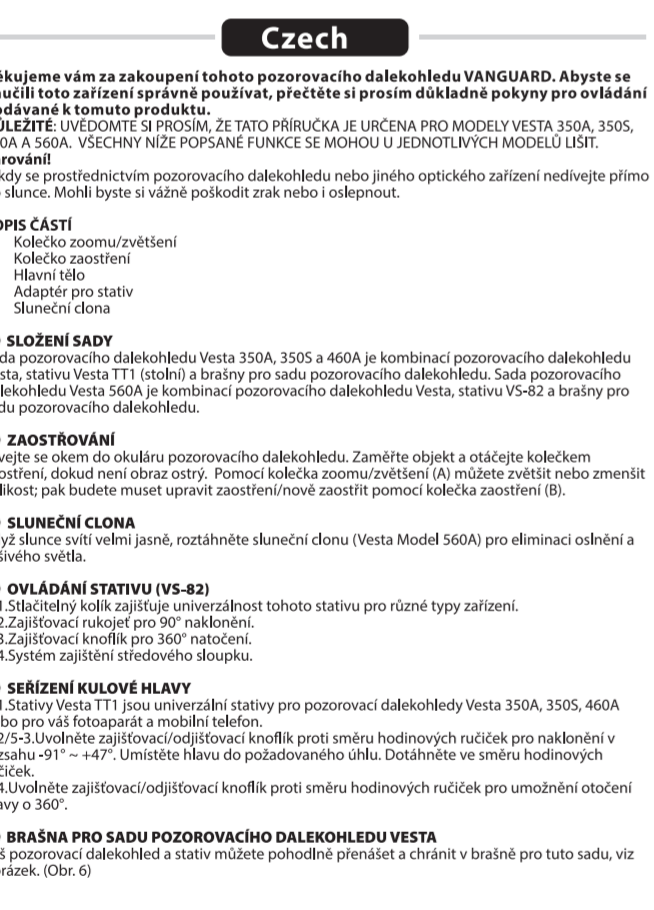 Czech
ěkujeme vám za zakoupení tohoto pozorovacího dalekohledu VANGUARD. Abyste se
učili toto zařízení správně používat, přečtěte si prosím důkladně pokyny pro ovládání
odávané k tomuto produktu.
ŮLEŽITÉ: UVĚDOMTE SI PROSÍM, ŽE TATO PŘÍRUČKA JE URČENA PRO MODELY VESTA 350A, 350S,
0A A 560A. VŠECHNY NÍŽE POPSANÉ FUNKCE SE MOHOU U JEDNOTLIVÝCH MODELŮ LIŠIT.
arování!
kdy se prostřednictvím pozorovacího dalekohledu nebo jiného optického zařízení nedívejte přímo
slunce. Mohli byste si vážně poškodit zrak nebo i oslepnout.
OPIS ČÁSTÍ
Kolečko zoomu/zvětšení
Kolečko zaostření
Hlavní tělo
Adaptér pro stativ
Sluneční clona
SLOŽENÍ SADY
da pozorovacího dalekohledu Vesta 350A, 350S a 460A je kombinací pozorovacího dalekohledu
sta, stativu Vesta TT1 (stolní) a brašny pro sadu pozorovacího dalekohledu. Sada pozorovacího
lekohledu Vesta 560A je kombinací pozorovacího dalekohledu Vesta, stativu VS-82 a brašny pro
du pozorovacího dalekohledu.
ZAOSTŘOVÁNÍ
vejte se okem do okuláru pozorovacího dalekohledu. Zaměřte objekt a otáčejte kolečkem
ostření, dokud není obraz ostrý. Pomocí kolečka zoomu/zvětšení (A) můžete zvětšit nebo zmenšit
likost; pak budete muset upravit zaostření/nově zaostřit pomocí kolečka zaostření (B).
SLUNEČNÍ CLONA
yž slunce svítí velmi jasně, roztáhněte sluneční clonu (Vesta Model 560A) pro eliminaci oslnění a
šivého světla.
OVLÁDÁNÍ STATIVU (VS-82)
1.Stlačitelný kolík zajišťuje univerzálnost tohoto stativu pro různé typy zařízení.
2.Zajišťovací rukojeť pro 90° naklonění.
3.Zajišťovací knoflík pro 360° natočení.
4.Systém zajištění středového sloupku.
SEŘÍZENÍ KULOVÉ HLAVY
1.Stativy Vesta TT1 jsou univerzální stativy pro pozorovací dalekohledy Vesta 350A, 350S, 460A
bo pro váš fotoaparát a mobilní telefon.
2/5-3.Uvolněte zajišťovací/odjišťovací knoflík proti směru hodinových ručiček pro naklonění v
zsahu -91° ~ +47°. Umístěte hlavu do požadovaného úhlu. Dotáhněte ve směru hodinových
čiček.
4.Uvolněte zajišťovací/odjišťovací knoflík proti směru hodinových ručiček pro umožnění otočení
avy o 360°.
BRAŠNA PRO SADU POZOROVACÍHO DALEKOHLEDU VESTA
š pozorovací dalekohled a stativ můžete pohodlně přenášet a chránit v brašně pro tuto sadu, viz
rázek. (Obr. 6)